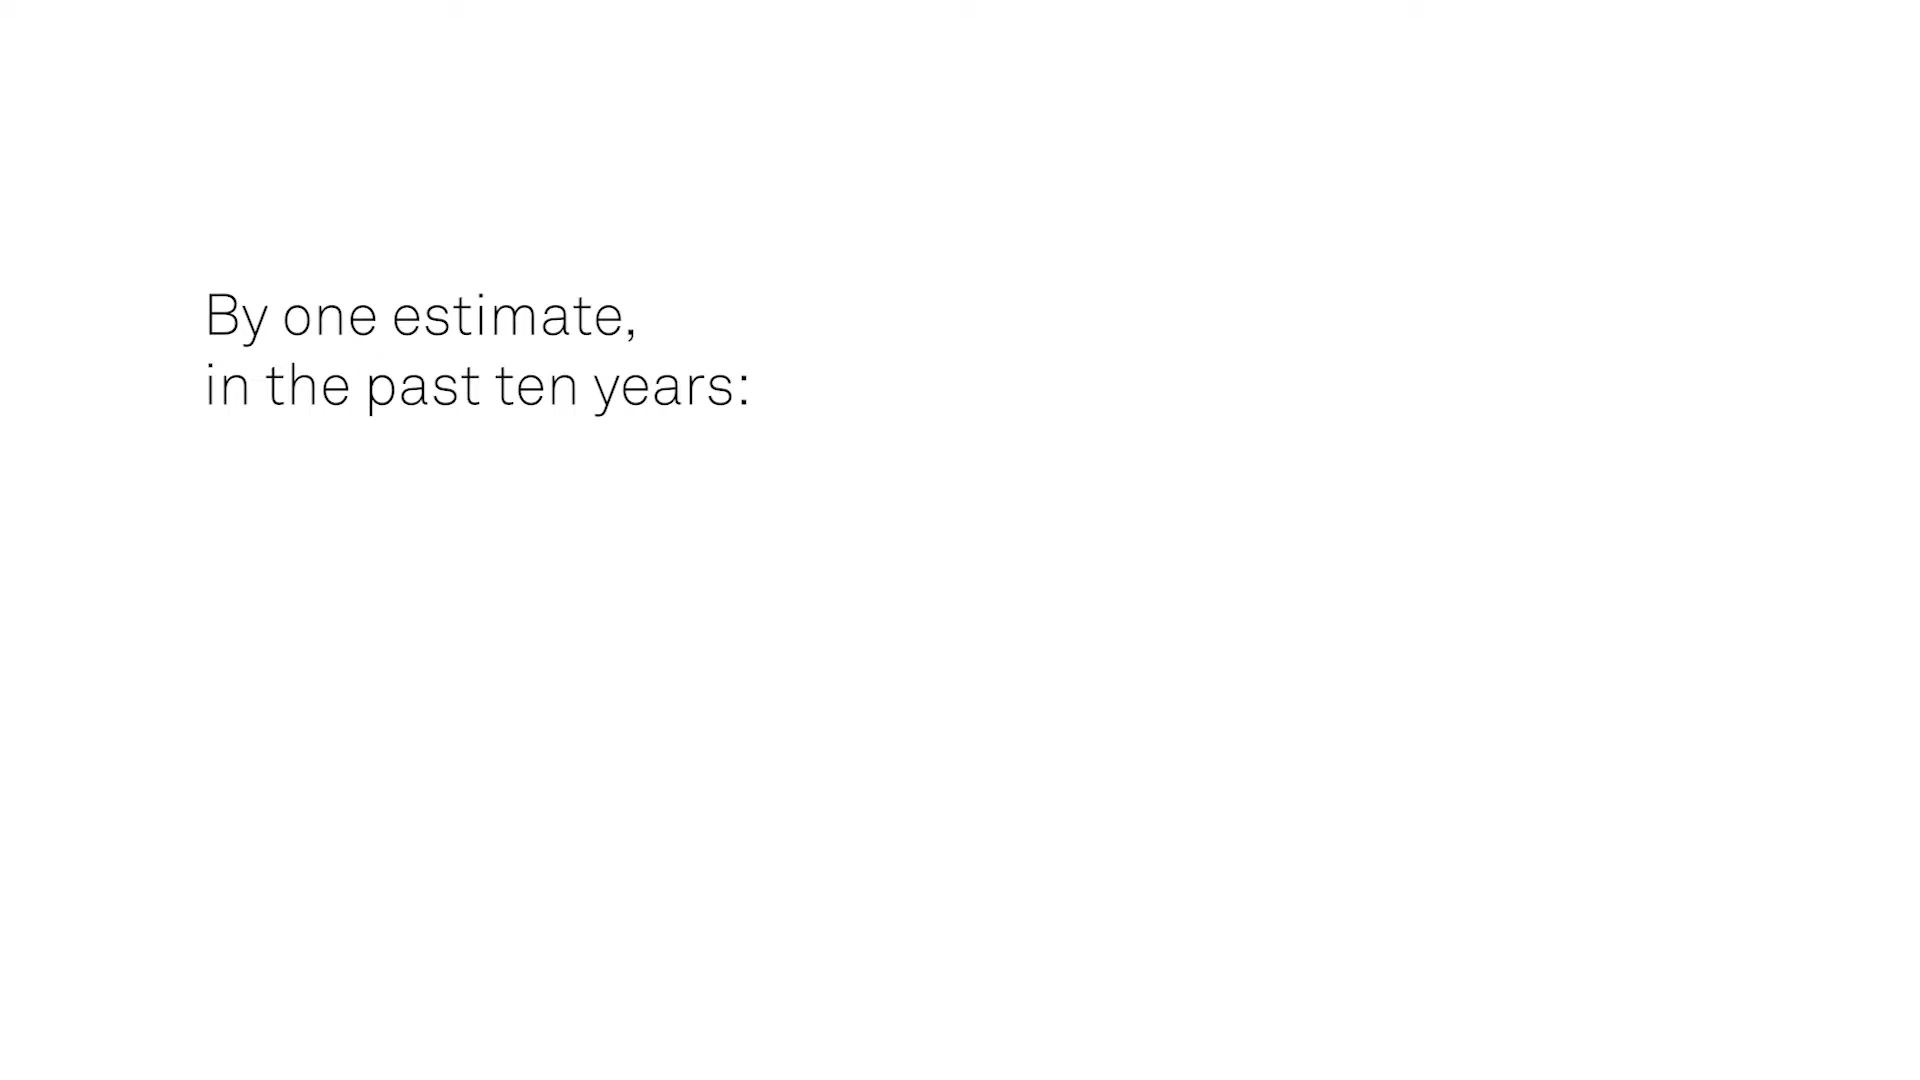 By one estimate,
in the past ten years: